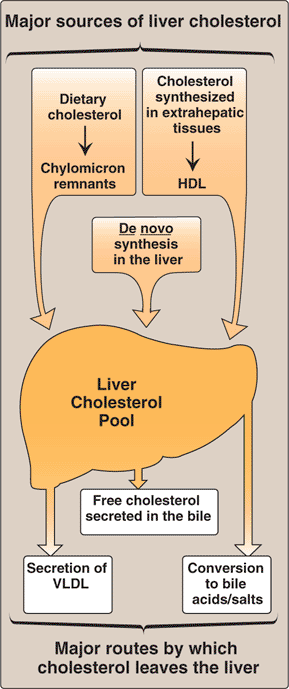 Major sources of liver cholesterol
Dietary
cholesterol
Chylomicron
remnants
Cholesterol
synthesized
in extrahepatic
tissues
HDL
De novo
synthesis
in the liver
Liver
Cholesterol
Pool
Free cholesterol
secreted in the bile
Secretion of
VLDL
Conversion
to bile
acids/salts
Major routes by which
cholesterol leaves the liver